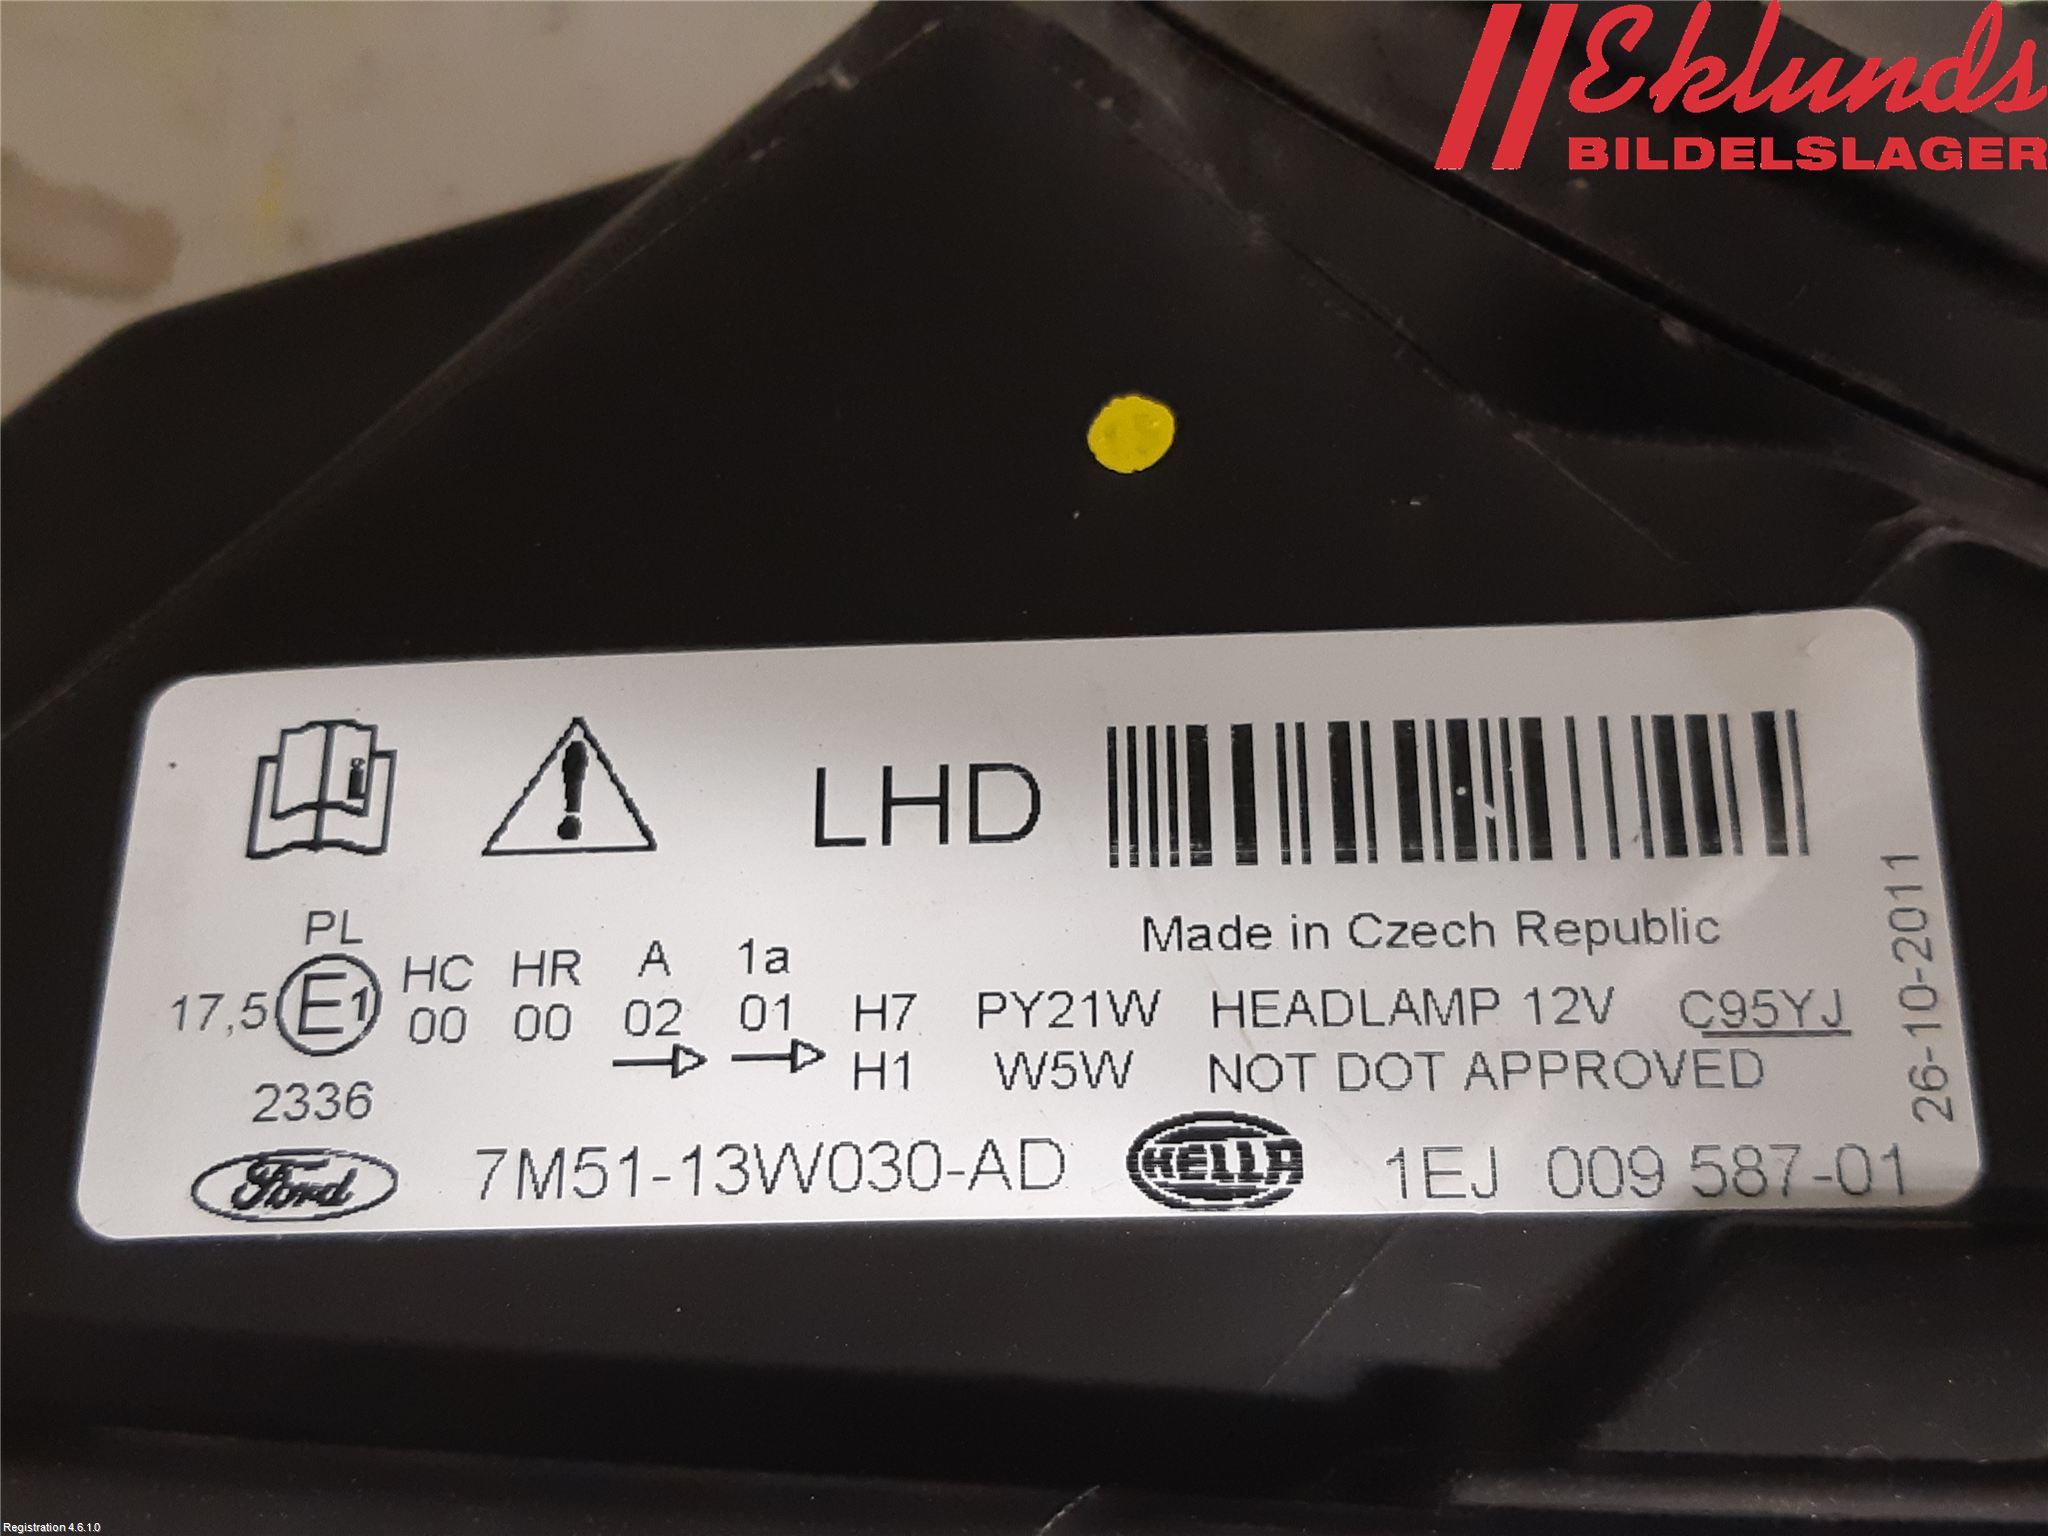 Eklunds
BILDELSLAGER
LHD
Made in Czech Republic
26-10-2011
PL
17,5 E1 HC HR A 1a
00 00 02 01
2336
H7 PY21W HEADLAMP 12V C95YJ
H1 W5W NOT DOT APPROVED
Ford 7M51-13W030-AD HELLA 1EJ 009 587-01
Registration 4.6.1.0